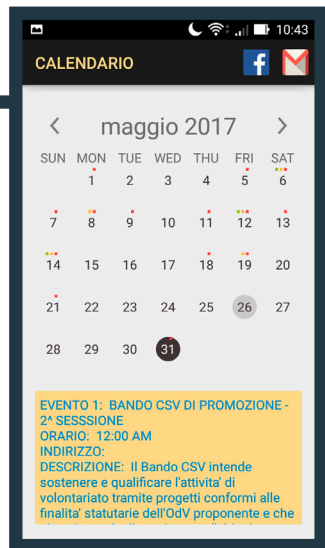 10:43
CALENDARIO
maggio 2017
SUN MON TUE WED THU FRI SAT
1 2 3 4 5 6
7 8 9 10 11 12 13
14 15 16 17 18 19 20
21 22 23 24 25 26 27
28 29 30 31
EVENTO 1: BANDO CSV DI PROMOZIONE -
2^ SESSSIONE
ORARIO: 12:00 AM
INDIRIZZO:
DESCRIZIONE: Il Bando CSV intende
sostenere e qualificare l'attivita' di
volontariato tramite progetti conformi alle
finalita' statutarie dell'OdV proponente e che